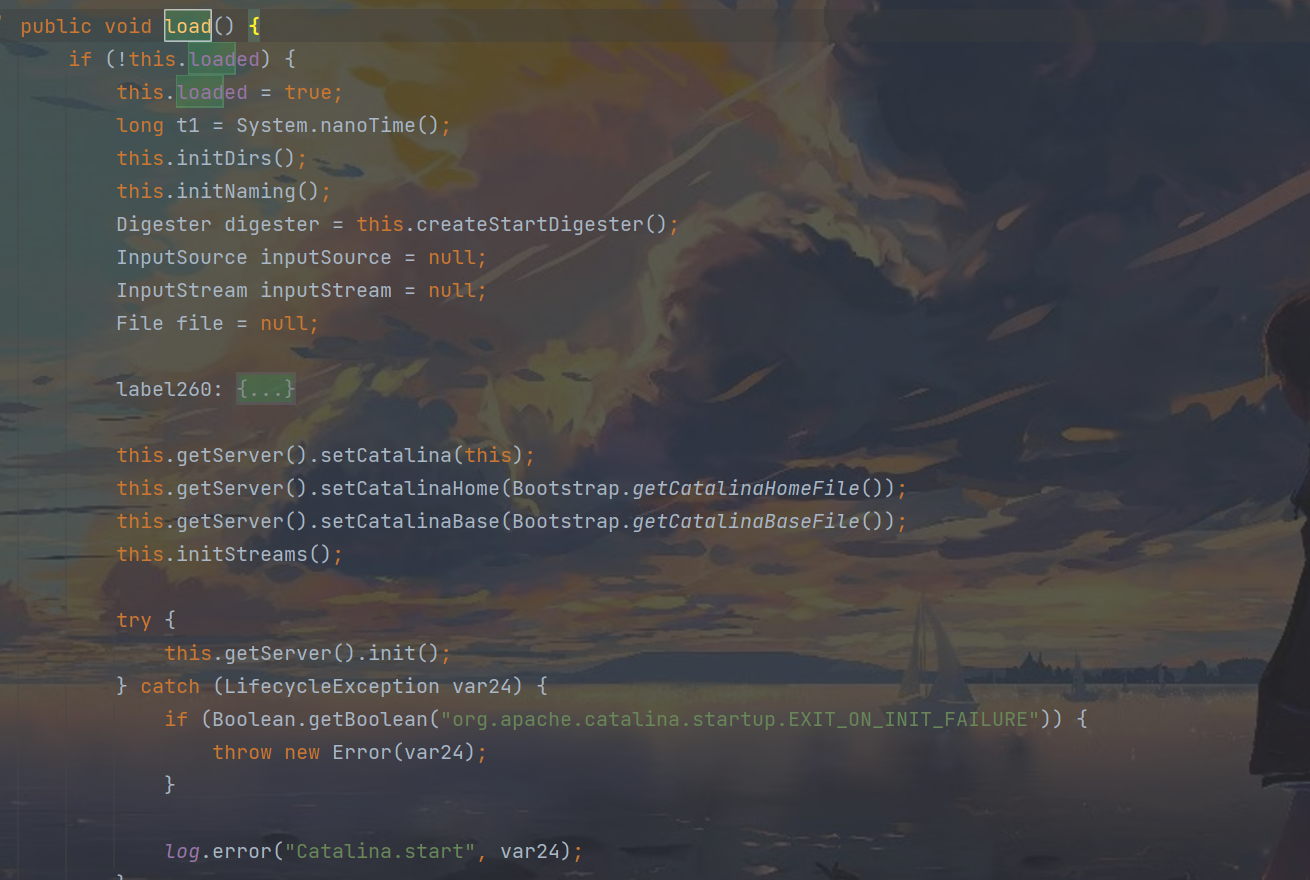 public void load() {
if (!this.loaded) {
this.loaded = true;
long t1 = System.nanoTime();
this.initDirs();
this.initNaming();
Digester digester = this.createStartDigester();
InputSource inputSource = null;
InputStream inputStream = null;
File file = null;
label260: {...}
this.getServer().setCatalina(this);
this.getServer().setCatalinaHome(Bootstrap.getCatalinaHomeFile());
this.getServer().setCatalinaBase(Bootstrap.getCatalinaBaseFile());
this.initStreams();
try {
this.getServer().init();
} catch (LifecycleException var24) {
if (Boolean.getBoolean("org.apache.catalina.startup.EXIT_ON_INIT_FAILURE")) {
throw new Error(var24);
}
log.error("Catalina.start", var24);
}